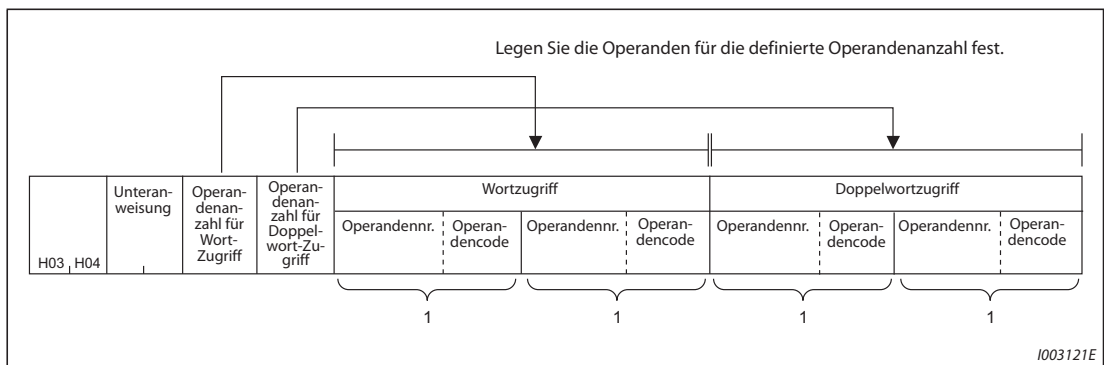 Legen Sie die Operanden für die definierte Operandenanzahl fest.
Unteran-
weisung
Operan-
denan-
zahl für
Wort-
Zugriff
Operan-
denan-
zahl für
Doppel-
wort-Zu-
griff
Wortzugriff
Doppelwortzugriff
Operandennr.
Operan-
dencode
Operandennr.
Operan-
dencode
Operandennr.
Operan-
dencode
Operandennr.
Operan-
dencode
H03 H04
1
1
1
1
I003121E